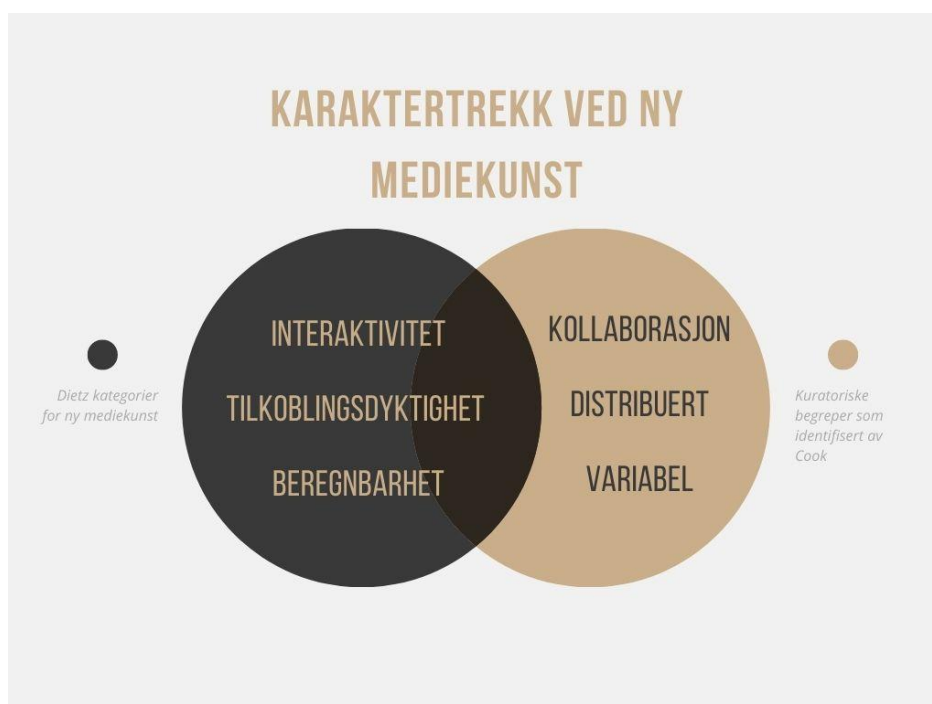 KARAKTERTREKK VED NY
MEDIEKUNST
INTERAKTIVITET
TILKOBLINGSDYKTIGHET
BEREGNBARHET
KOLLABORASJON
DISTRIBUERT
VARIABEL
Dietz kategorier
for ny mediekunst
Kuratoriske
begreper som
identifisert av
Cook